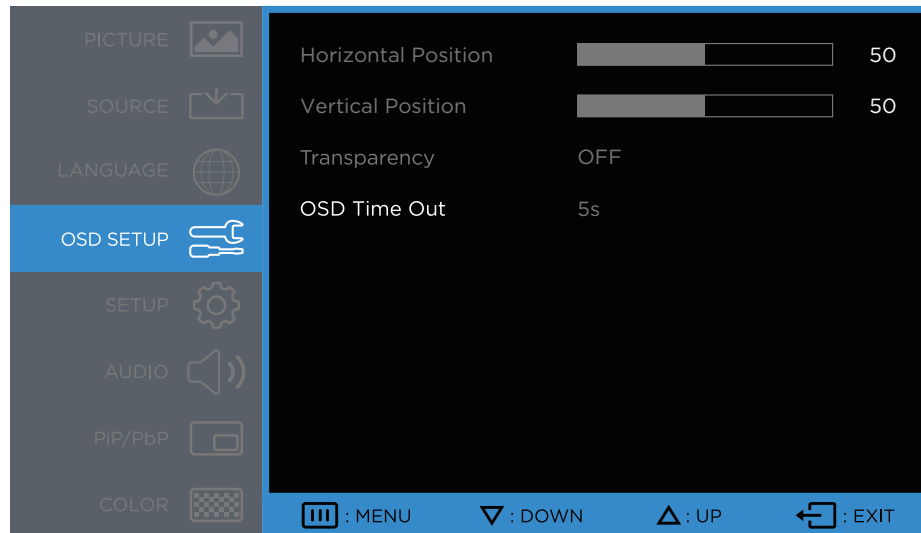 PICTURE
SOURCE
LANGUAGE
OSD SETUP
SETUP
AUDIO
PiP/PbP
COLOR
Horizontal Position 50
Vertical Position 50
Transparency OFF
OSD Time Out 5s
: MENU : DOWN : UP : EXIT